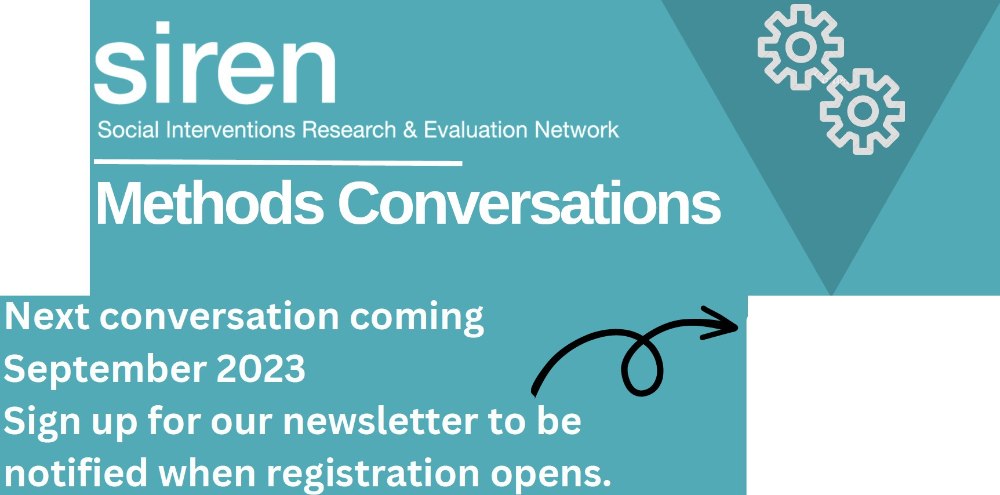 siren
Social Interventions Research & Evaluation Network
Methods Conversations
Next conversation coming
September 2023
Sign up for our newsletter to be
notified when registration opens.